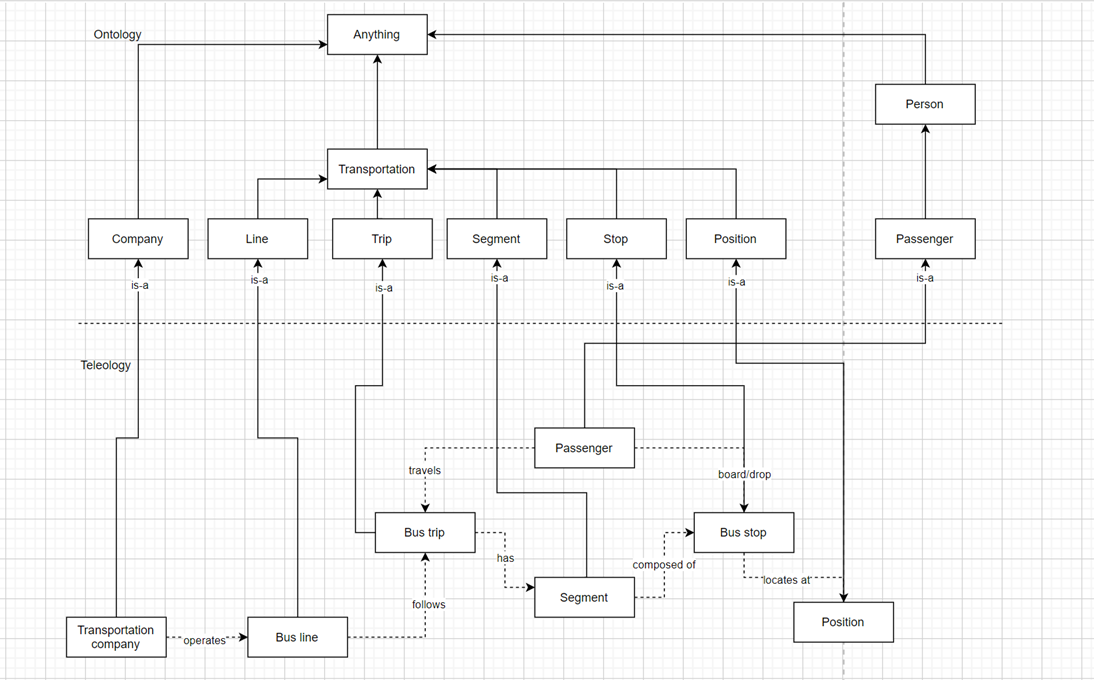 Ontology
Anything
Person
Transportation
Company
Line
Trip
Segment
Stop
Position
Passenger
is-a
is-a
is-a
is-a
is-a
is-a
is-a
Teleology
Passenger
travels
board/drop
Bus trip
Bus stop
has
composed of
locates at
Segment
follows
Position
Transportation
company
operates
Bus line